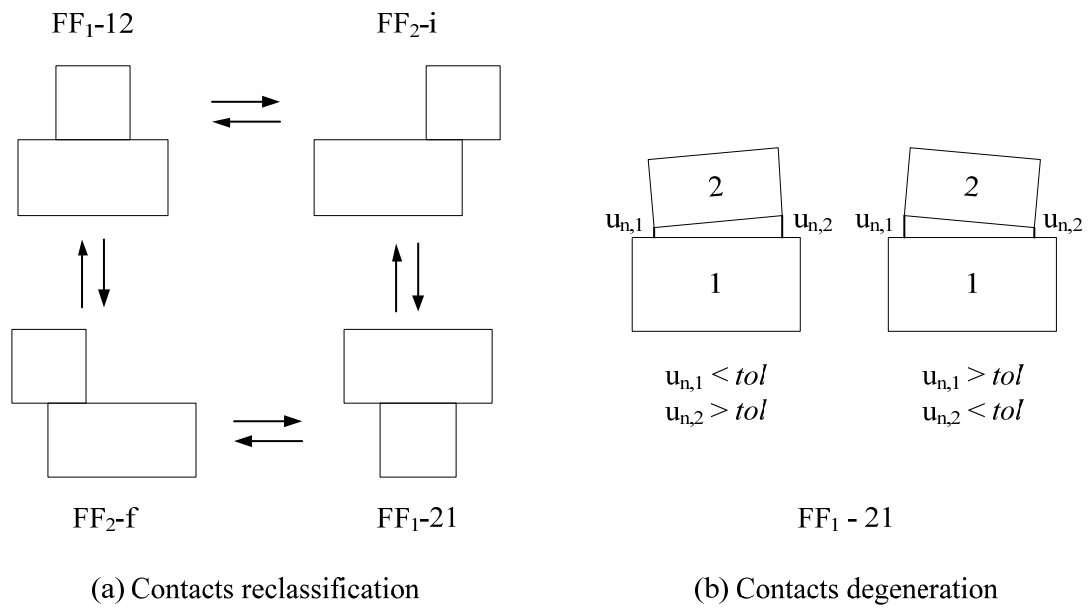 FF₁-12
FF₂-i
FF₂-f
FF₁-21
(a) Contacts reclassification
2
uₙ,₁
uₙ,₂
1
uₙ,₁ < tol
uₙ,₂ > tol
2
uₙ,₁
uₙ,₂
1
uₙ,₁ > tol
uₙ,₂ < tol
FF₁ - 21
(b) Contacts degeneration